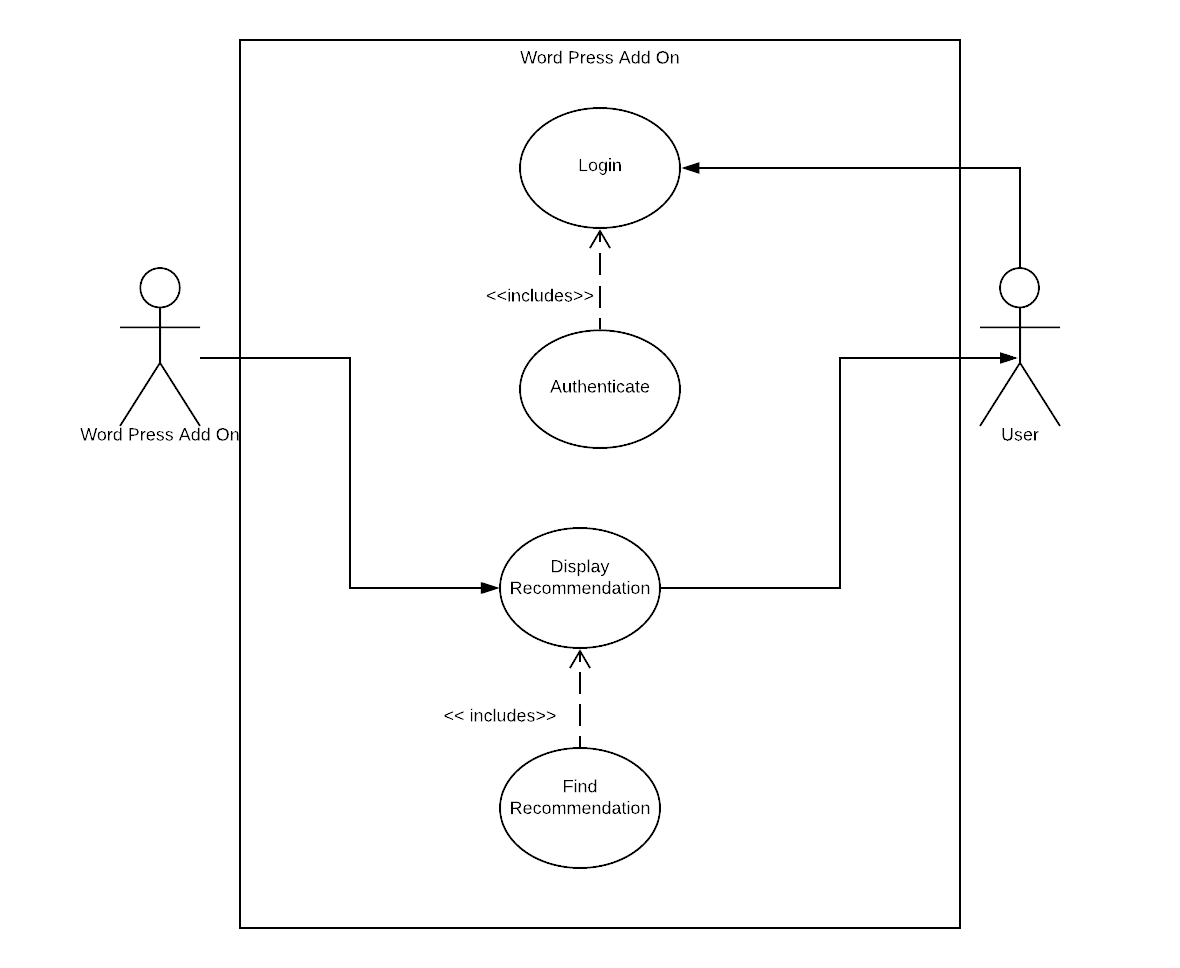 Word Press Add On
Login
<<includes>>
Authenticate
Word Press Add On
User
Display
Recommendation
<< includes>>
Find
Recommendation